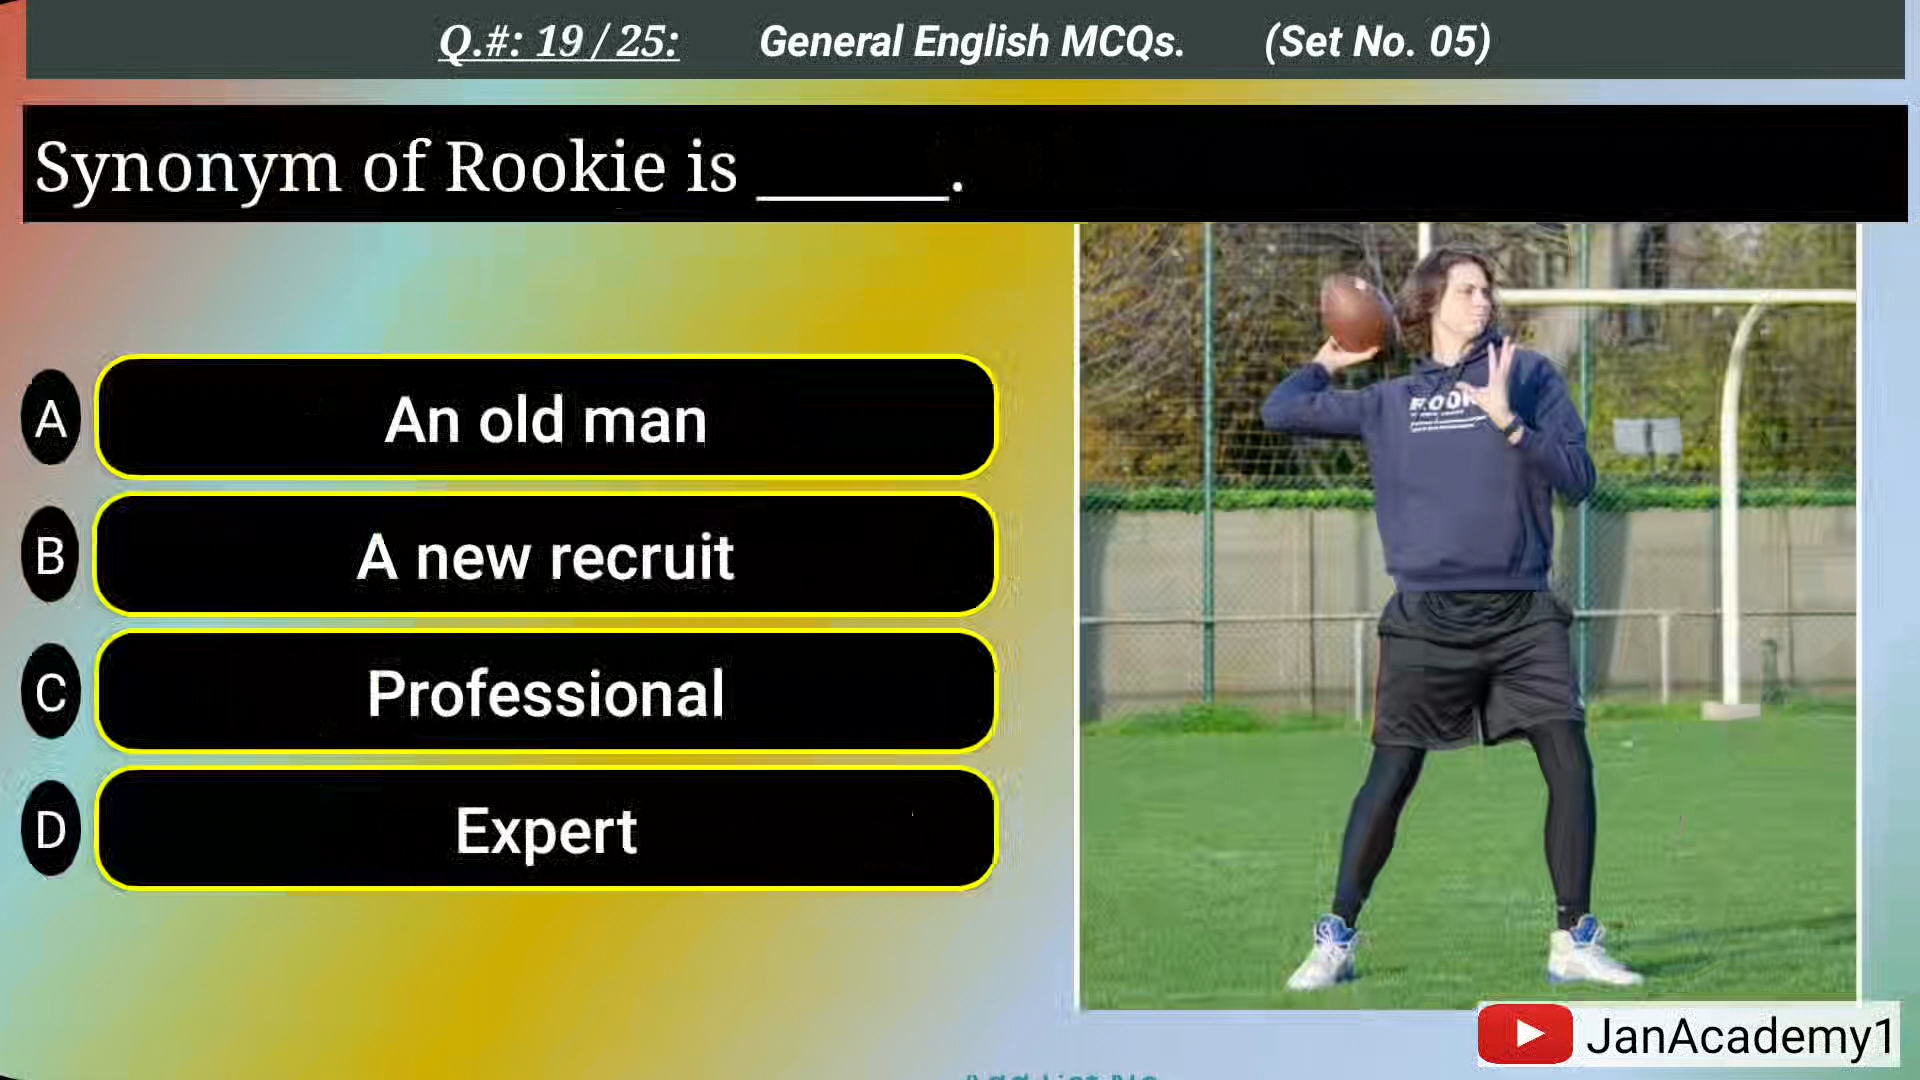 Q.#: 19 / 25: General English MCQs. (Set No. 05)
Synonym of Rookie is ______.
A An old man
B A new recruit
C Professional
D Expert
JanAcademy1